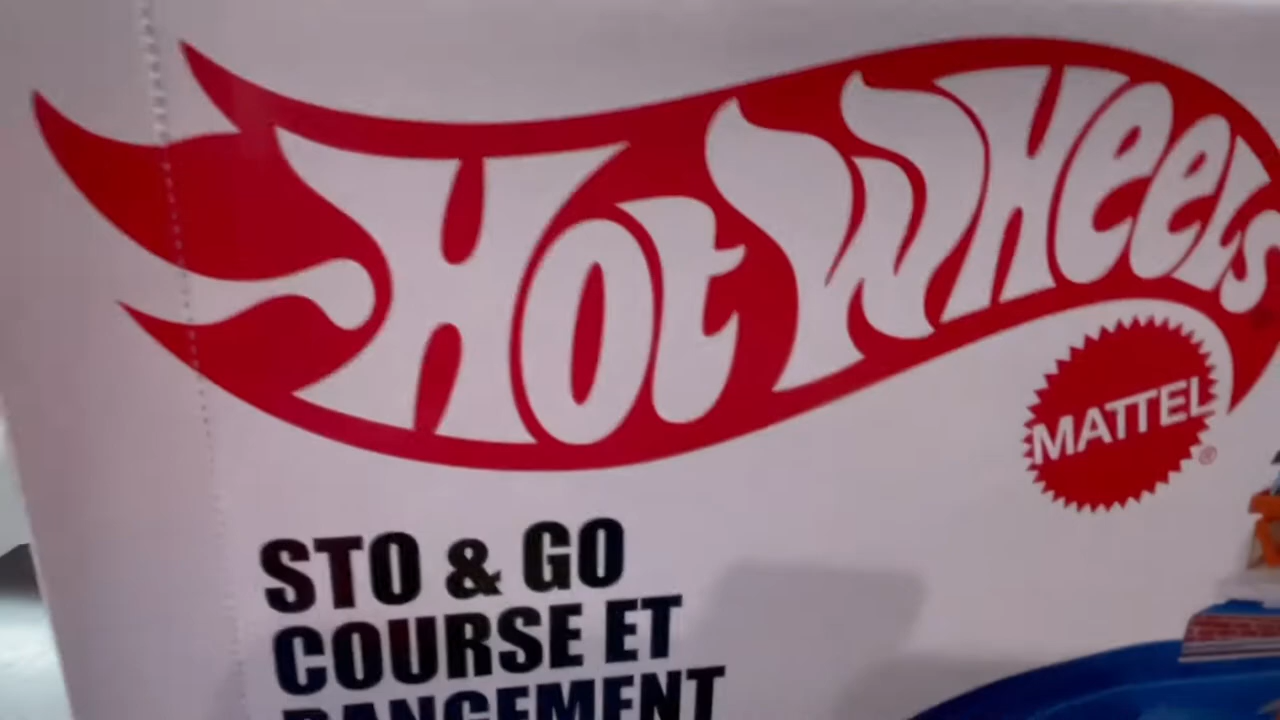 Hot Wheels
MATTEL
®
STO & GO
COURSE ET
RANGEMENT